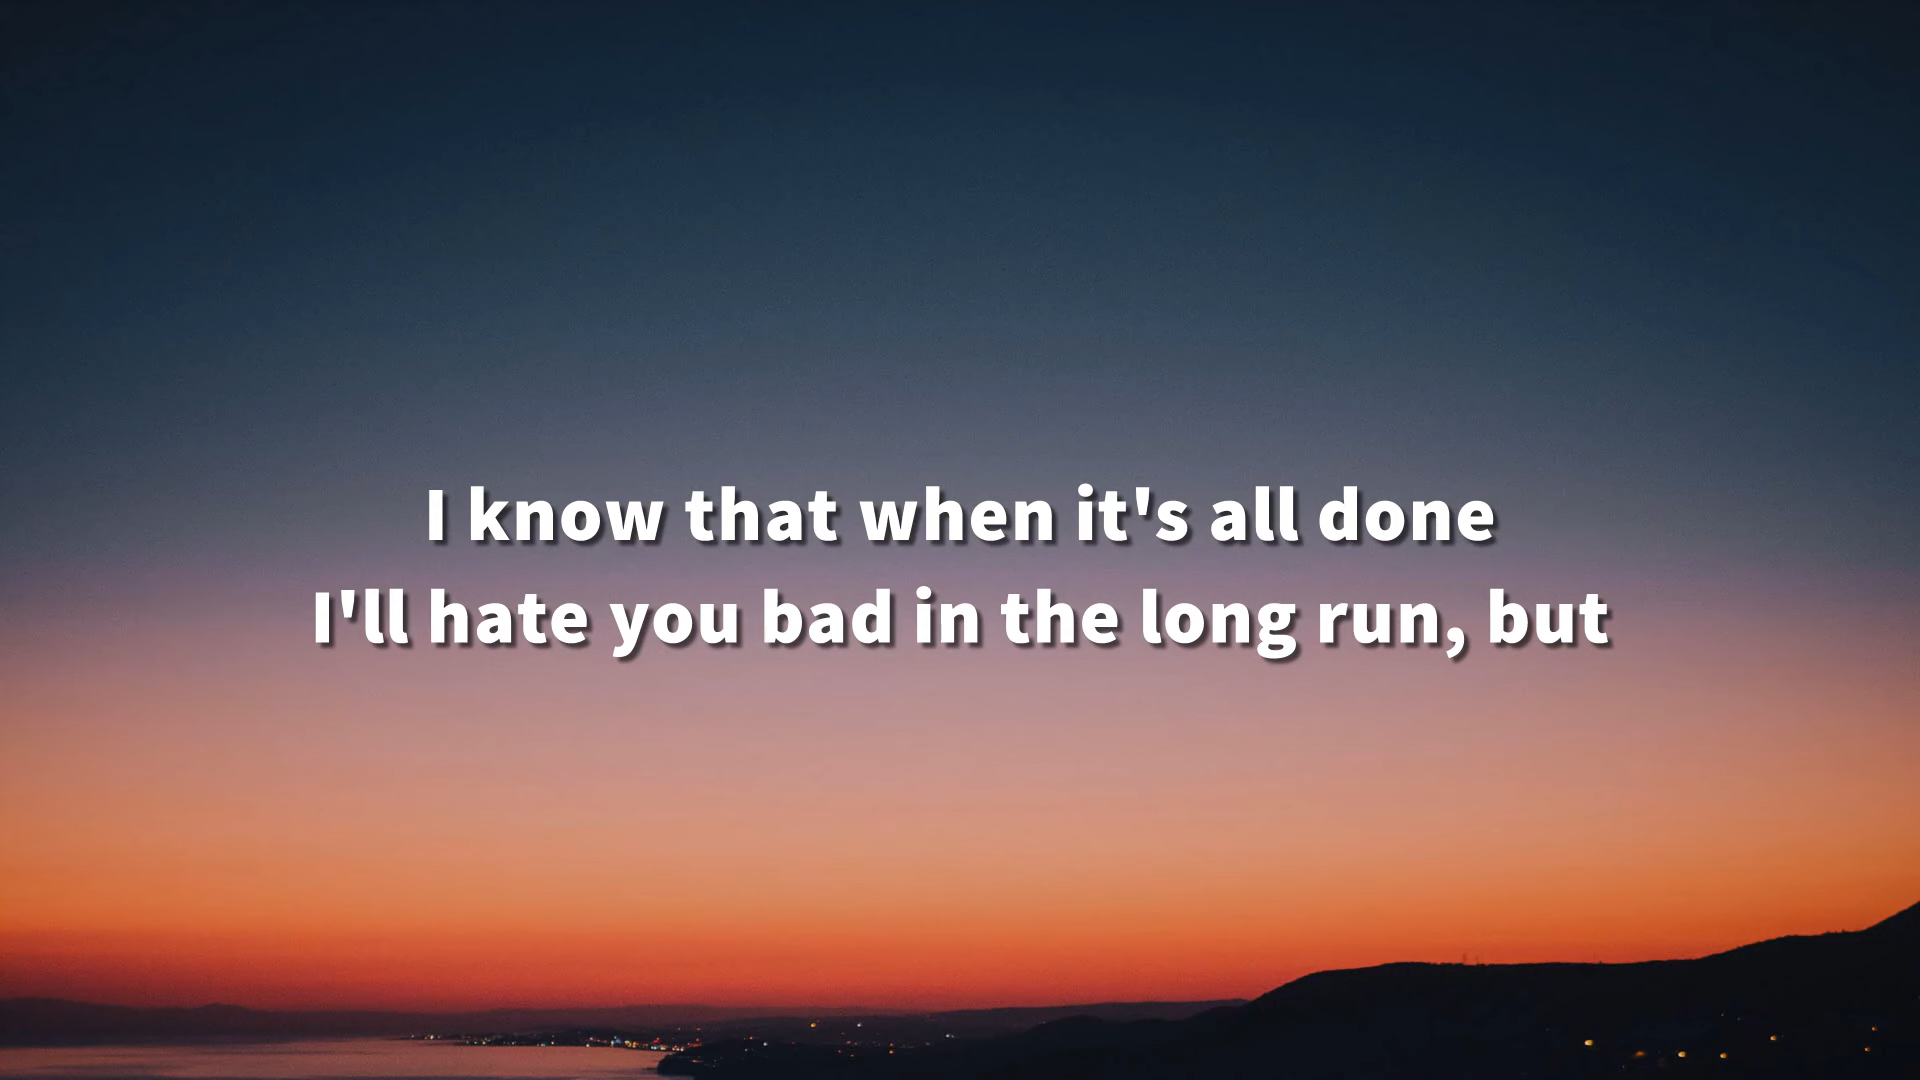 I know that when it's all done
I'll hate you bad in the long run, but